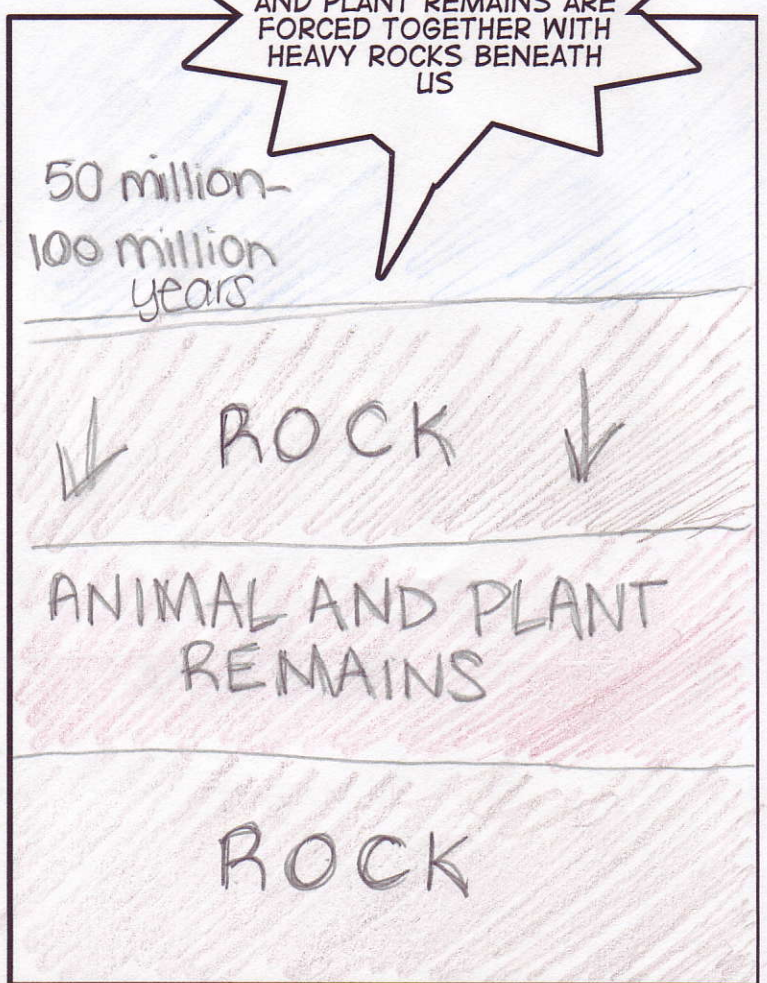 AND PLANT REMAINS ARE
FORCED TOGETHER WITH
HEAVY ROCKS BENEATH
US
50 million-
100 million
years
ROCK
ANIMAL AND PLANT
REMAINS
ROCK